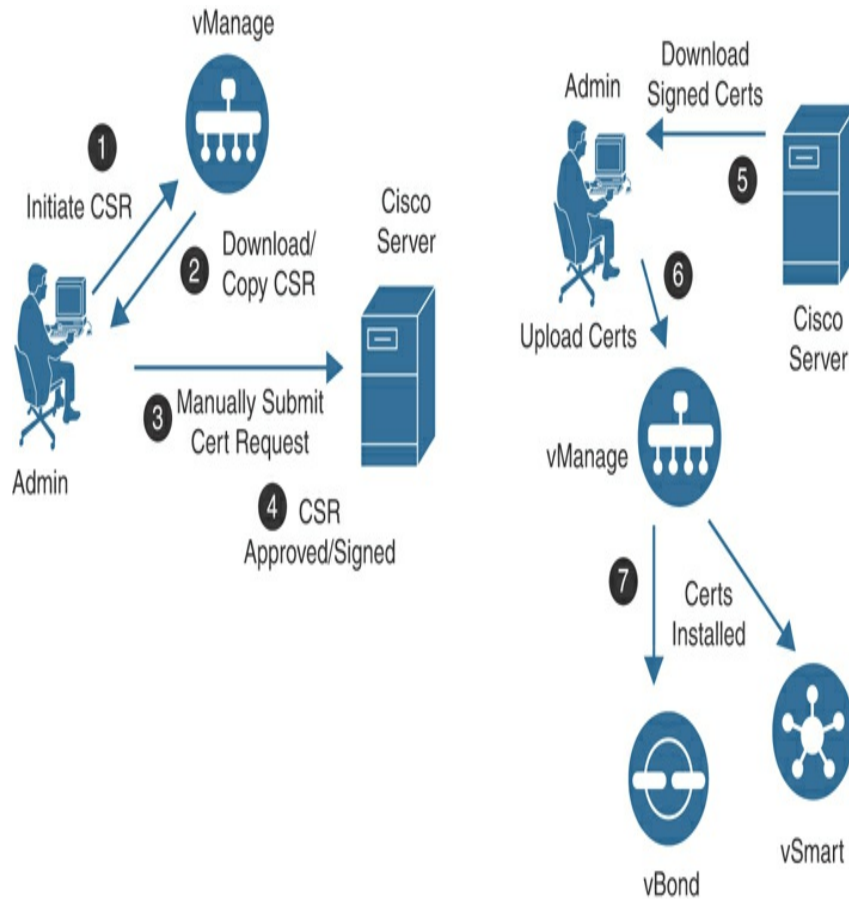 vManage
1
Initiate CSR
2
Download/
Copy CSR
Cisco
Server
3
Manually Submit
Cert Request
Admin
4
CSR
Approved/Signed
Admin
Download
Signed Certs
5
6
Upload Certs
Cisco
Server
vManage
7
Certs
Installed
vBond
vSmart